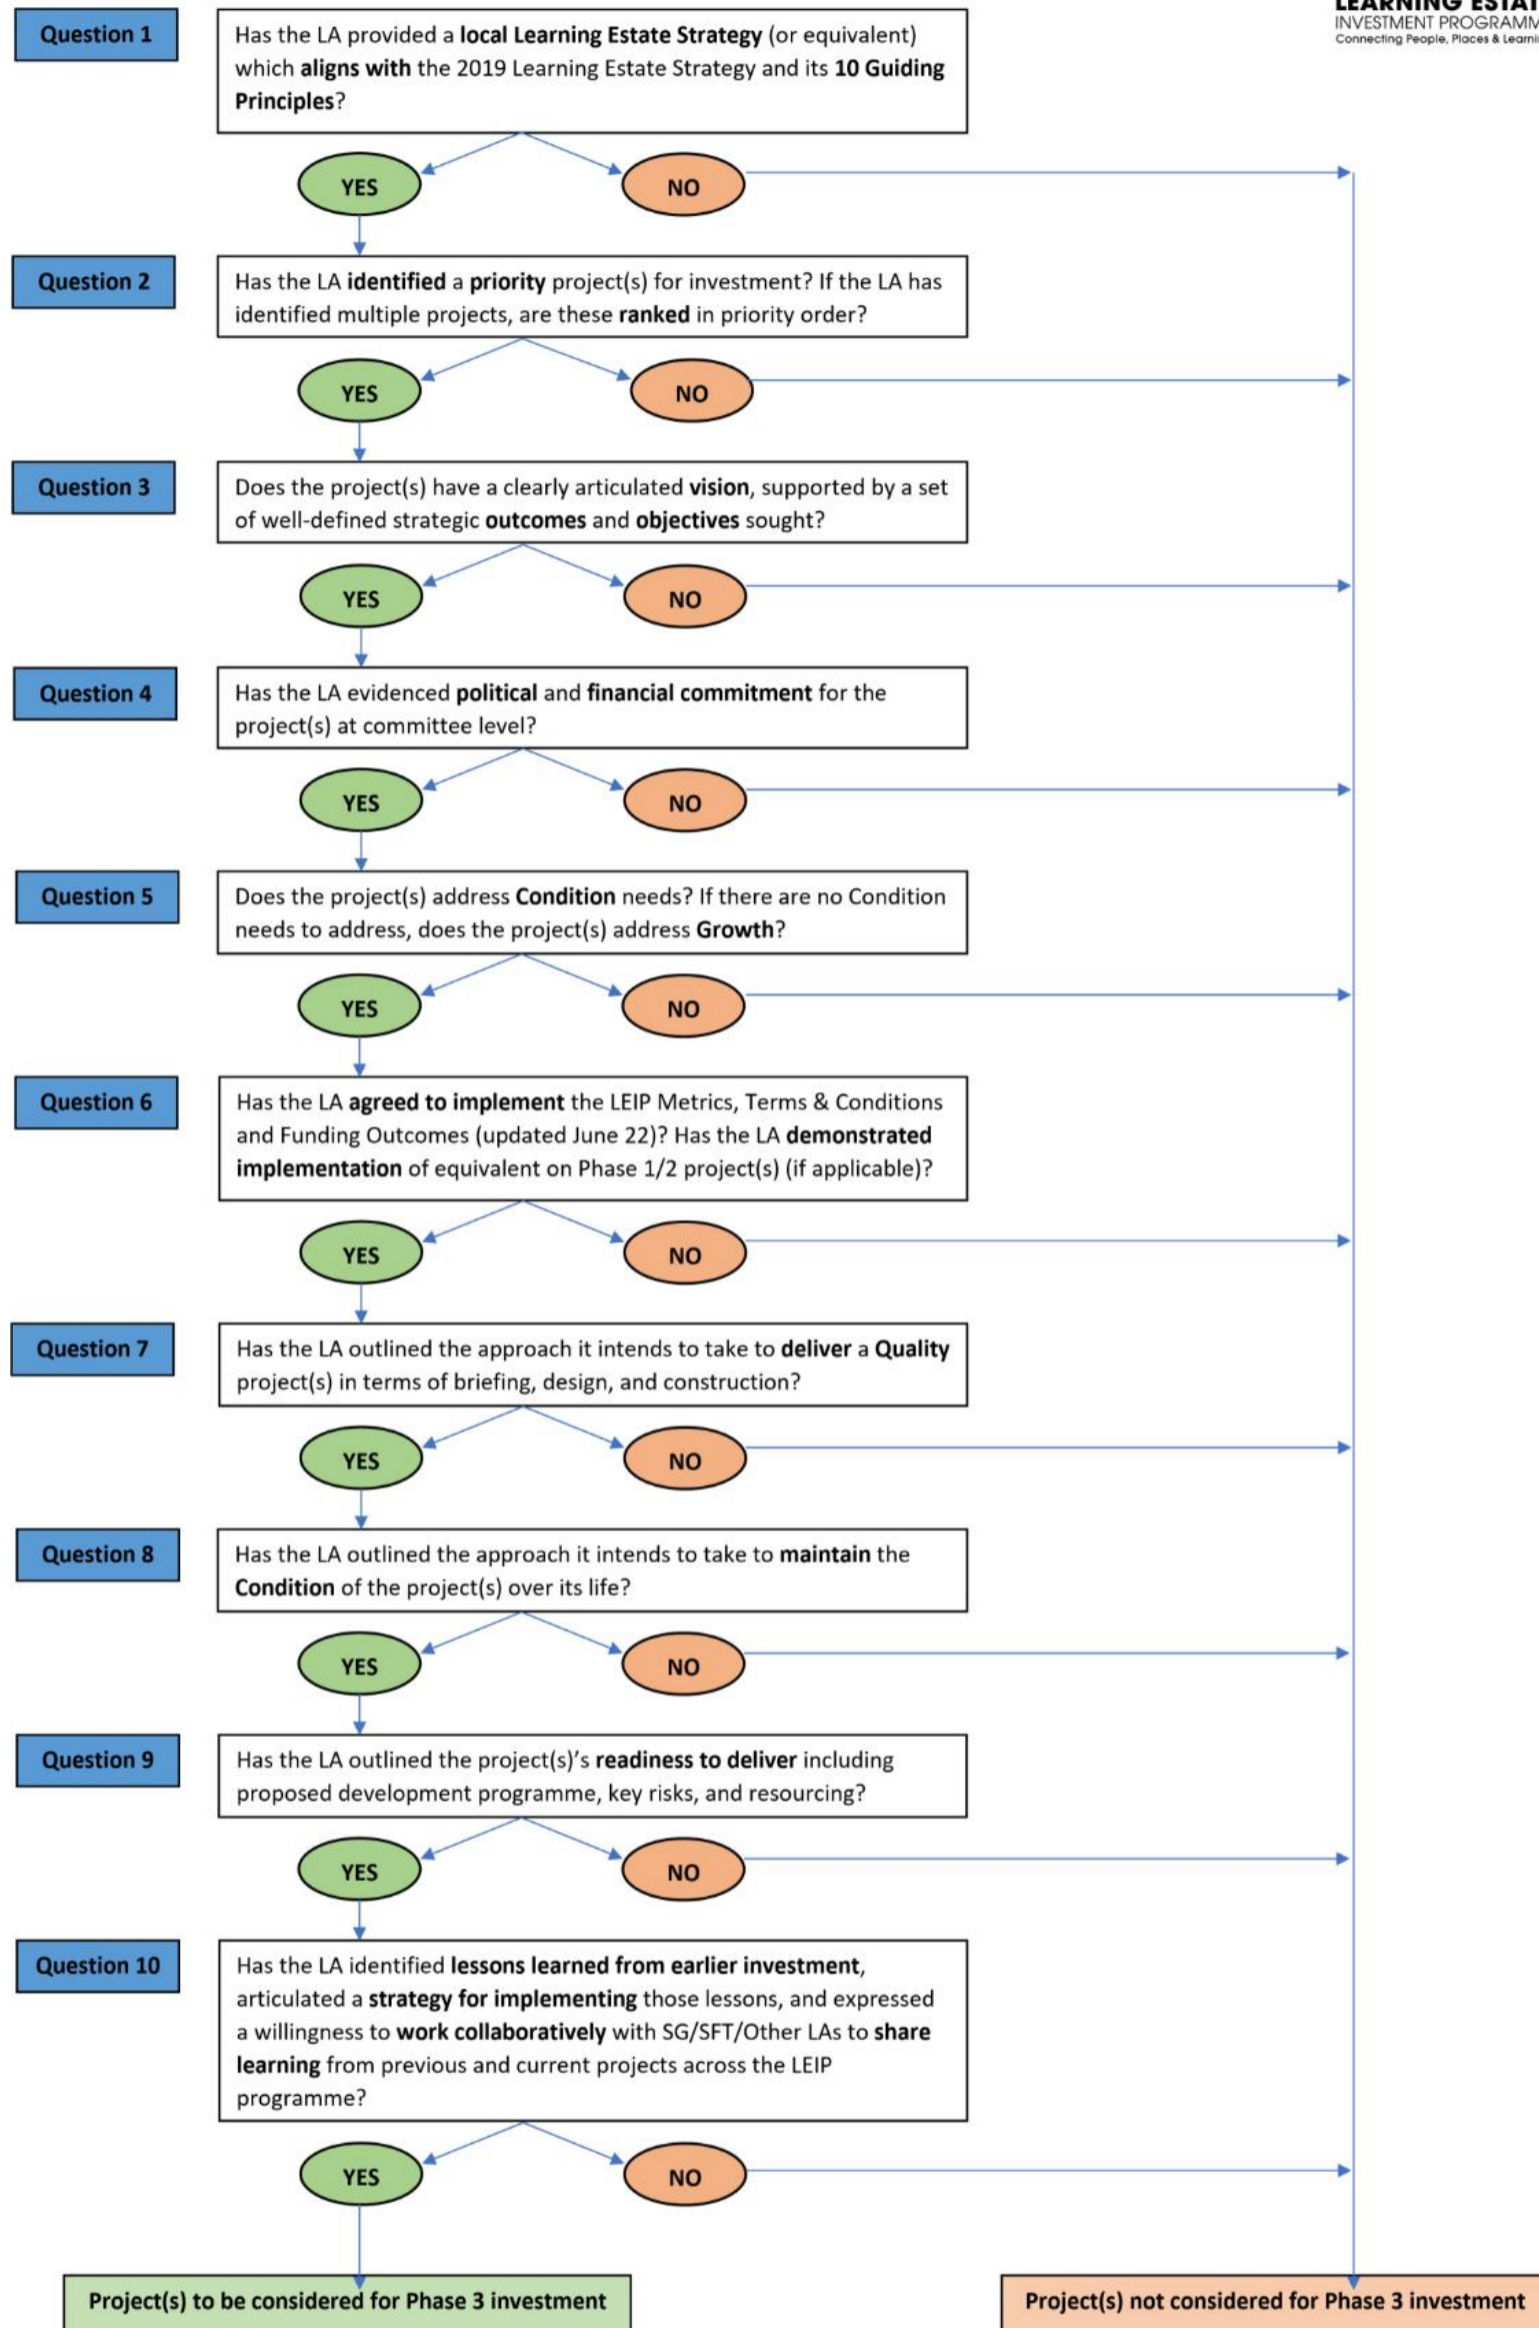 LEARNING ESTAT
INVESTMENT PROGRAMM
Connecting People, Places & Learnin
Question 1
Has the LA provided a local Learning Estate Strategy (or equivalent)
which aligns with the 2019 Learning Estate Strategy and its 10 Guiding
Principles?
YES
NO
Question 2
Has the LA identified a priority project(s) for investment? If the LA has
identified multiple projects, are these ranked in priority order?
YES
NO
Question 3
Does the project(s) have a clearly articulated vision, supported by a set
of well-defined strategic outcomes and objectives sought?
YES
NO
Question 4
Has the LA evidenced political and financial commitment for the
project(s) at committee level?
YES
NO
Question 5
Does the project(s) address Condition needs? If there are no Condition
needs to address, does the project(s) address Growth?
YES
NO
Question 6
Has the LA agreed to implement the LEIP Metrics, Terms & Conditions
and Funding Outcomes (updated June 22)? Has the LA demonstrated
implementation of equivalent on Phase 1/2 project(s) (if applicable)?
YES
NO
Question 7
Has the LA outlined the approach it intends to take to deliver a Quality
project(s) in terms of briefing, design, and construction?
YES
NO
Question 8
Has the LA outlined the approach it intends to take to maintain the
Condition of the project(s) over its life?
YES
NO
Question 9
Has the LA outlined the project(s)'s readiness to deliver including
proposed development programme, key risks, and resourcing?
YES
NO
Question 10
Has the LA identified lessons learned from earlier investment,
articulated a strategy for implementing those lessons, and expressed
a willingness to work collaboratively with SG/SFT/Other LAs to share
learning from previous and current projects across the LEIP
programme?
YES
NO
Project(s) to be considered for Phase 3 investment
Project(s) not considered for Phase 3 investment